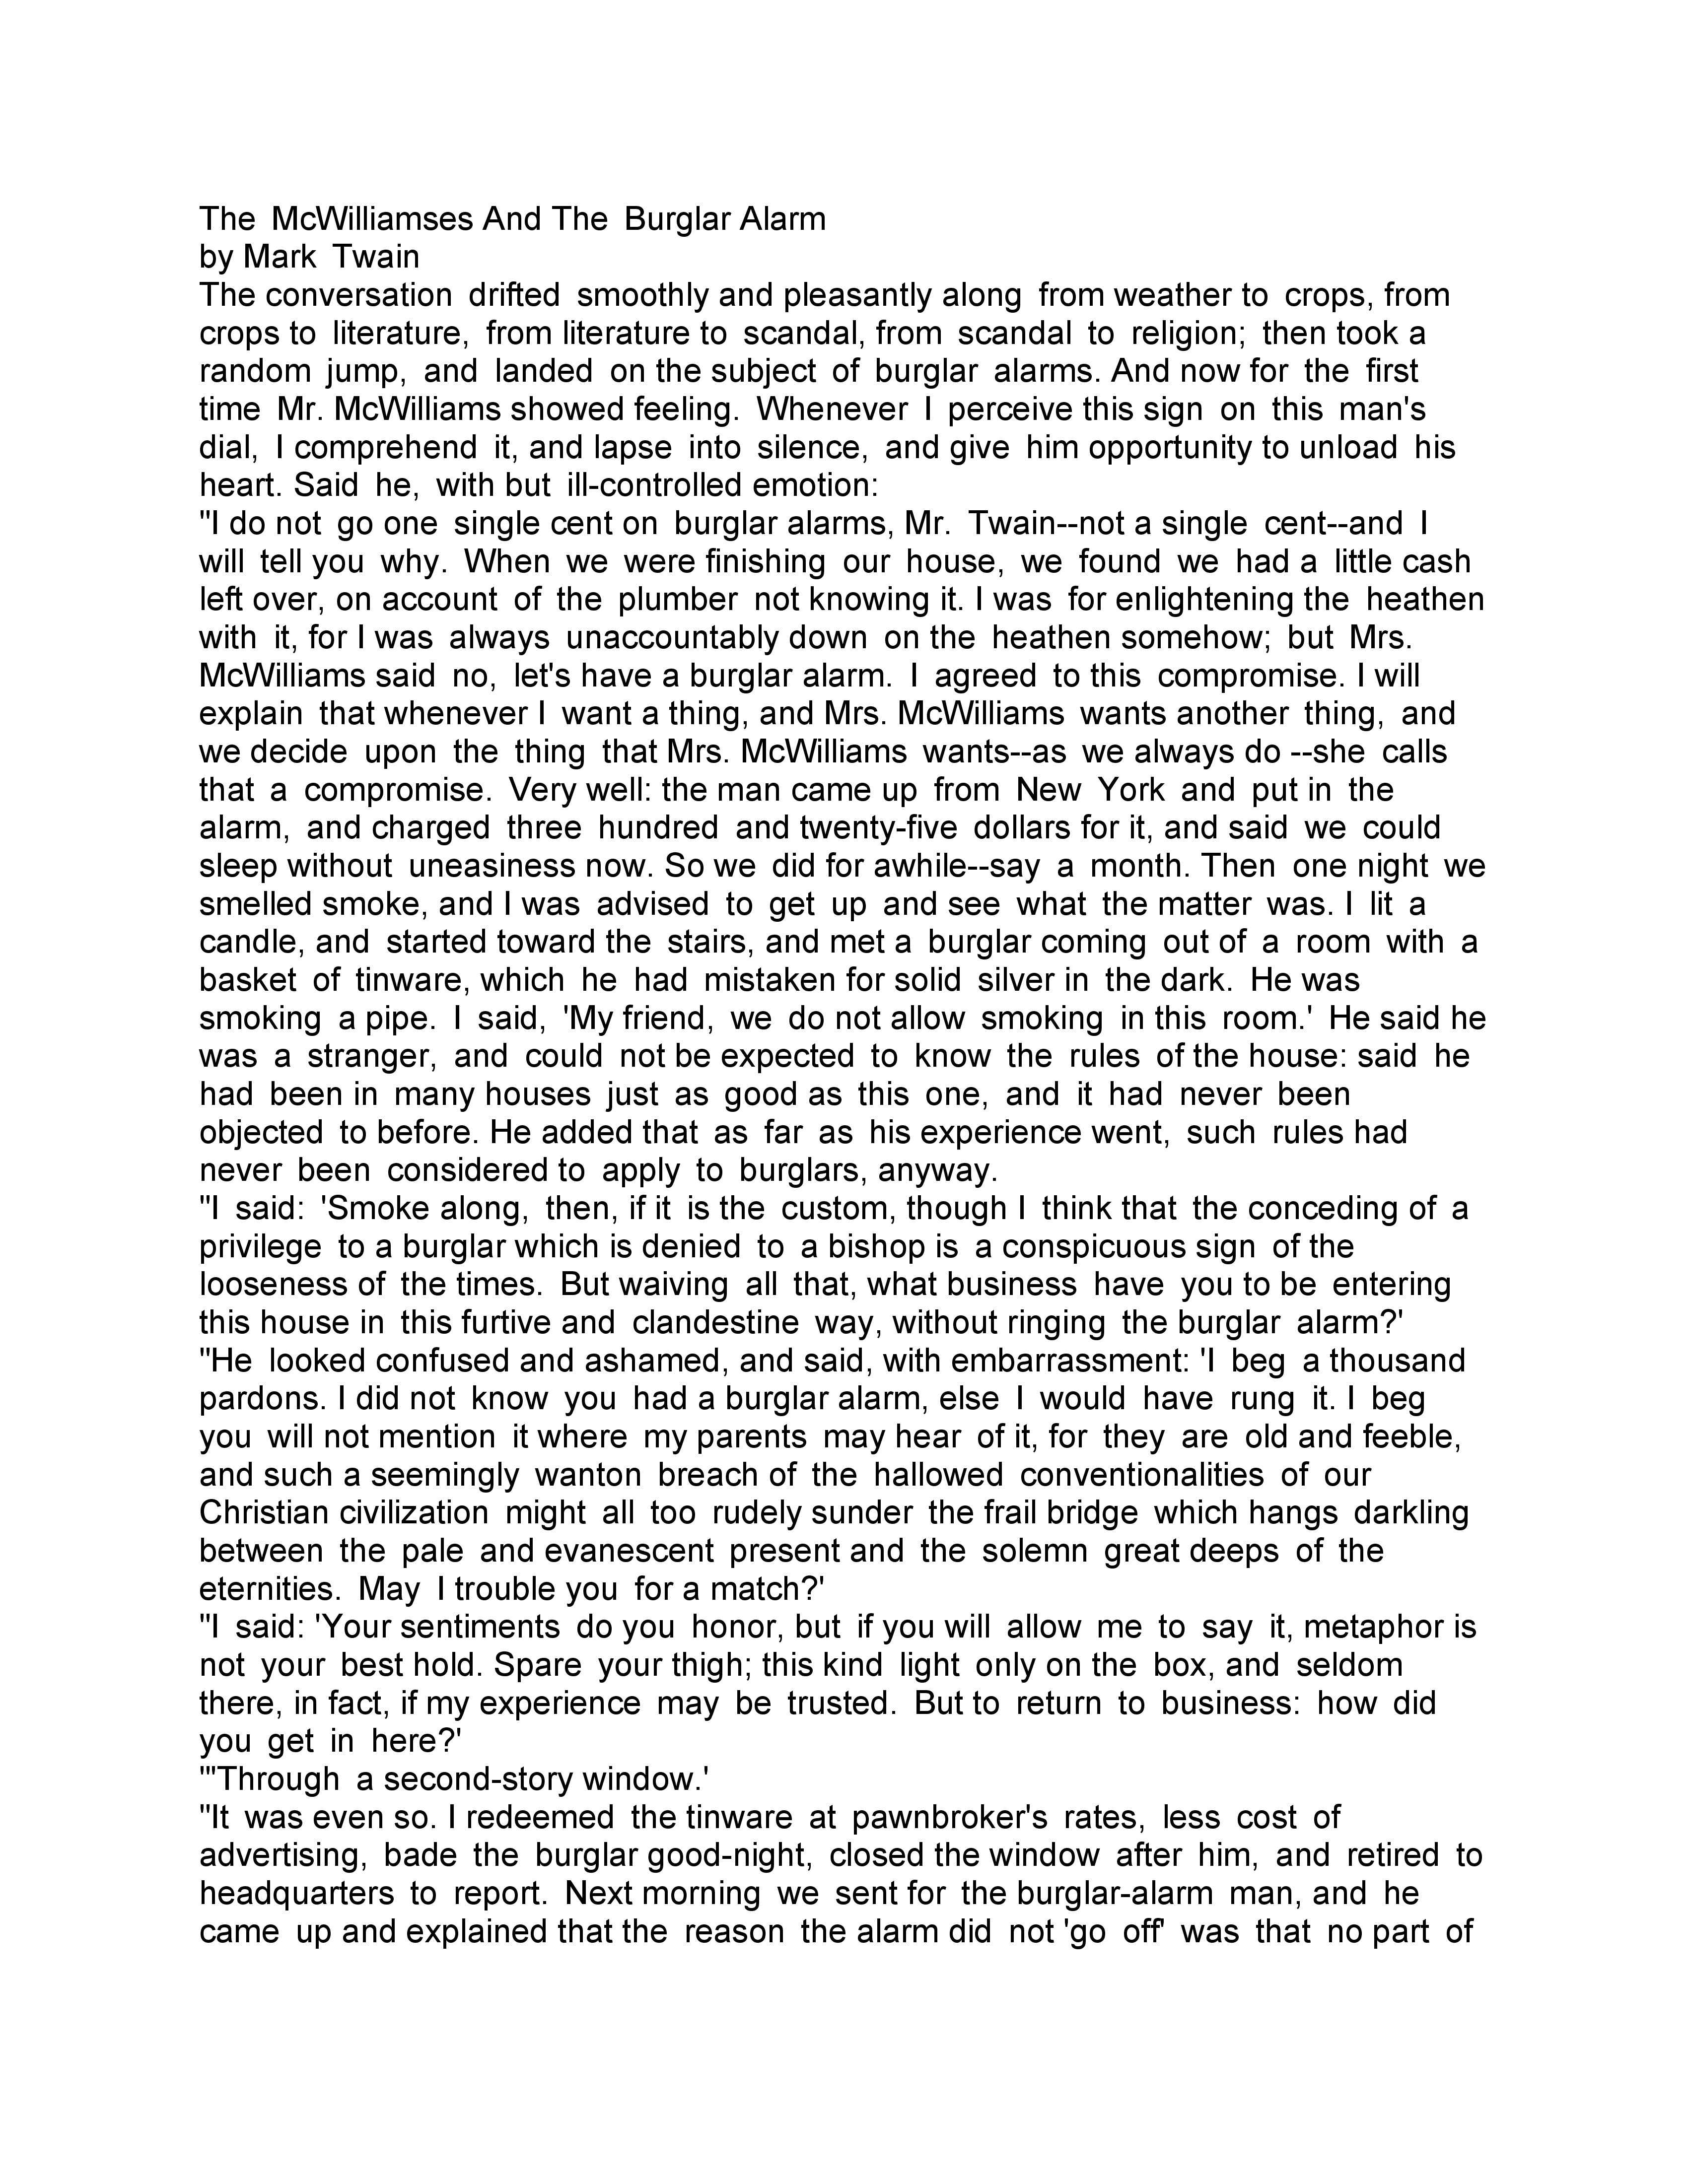 The McWilliamses And The Burglar Alarm
by Mark Twain
The conversation drifted smoothly and pleasantly along from weather to crops, from
crops to literature, from literature to scandal, from scandal to religion; then took a
random jump, and landed on the subject of burglar alarms. And now for the first
time Mr. McWilliams showed feeling. Whenever I perceive this sign on this man's
dial, I comprehend it, and lapse into silence, and give him opportunity to unload his
heart. Said he, with but ill-controlled emotion:
"I do not go one single cent on burglar alarms, Mr. Twain--not a single cent--and I
will tell you why. When we were finishing our house, we found we had a little cash
left over, on account of the plumber not knowing it. I was for enlightening the heathen
with it, for I was always unaccountably down on the heathen somehow; but Mrs.
McWilliams said no, let's have a burglar alarm. I agreed to this compromise. I will
explain that whenever I want a thing, and Mrs. McWilliams wants another thing, and
we decide upon the thing that Mrs. McWilliams wants--as we always do --she calls
that a compromise. Very well: the man came up from New York and put in the
alarm, and charged three hundred and twenty-five dollars for it, and said we could
sleep without uneasiness now. So we did for awhile--say a month. Then one night we
smelled smoke, and I was advised to get up and see what the matter was. I lit a
candle, and started toward the stairs, and met a burglar coming out of a room with a
basket of tinware, which he had mistaken for solid silver in the dark. He was
smoking a pipe. I said, 'My friend, we do not allow smoking in this room.' He said he
was a stranger, and could not be expected to know the rules of the house: said he
had been in many houses just as good as this one, and it had never been
objected to before. He added that as far as his experience went, such rules had
never been considered to apply to burglars, anyway.
"I said: 'Smoke along, then, if it is the custom, though I think that the conceding of a
privilege to a burglar which is denied to a bishop is a conspicuous sign of the
looseness of the times. But waiving all that, what business have you to be entering
this house in this furtive and clandestine way, without ringing the burglar alarm?'
"He looked confused and ashamed, and said, with embarrassment: 'I beg a thousand
pardons. I did not know you had a burglar alarm, else I would have rung it. I beg
you will not mention it where my parents may hear of it, for they are old and feeble,
and such a seemingly wanton breach of the hallowed conventionalities of our
Christian civilization might all too rudely sunder the frail bridge which hangs darkling
between the pale and evanescent present and the solemn great deeps of the
eternities. May I trouble you for a match?'
"I said: 'Your sentiments do you honor, but if you will allow me to say it, metaphor is
not your best hold. Spare your thigh; this kind light only on the box, and seldom
there, in fact, if my experience may be trusted. But to return to business: how did
you get in here?'
"'Through a second-story window.'
"It was even so. I redeemed the tinware at pawnbroker's rates, less cost of
advertising, bade the burglar good-night, closed the window after him, and retired to
headquarters to report. Next morning we sent for the burglar-alarm man, and he
came up and explained that the reason the alarm did not 'go off' was that no part of